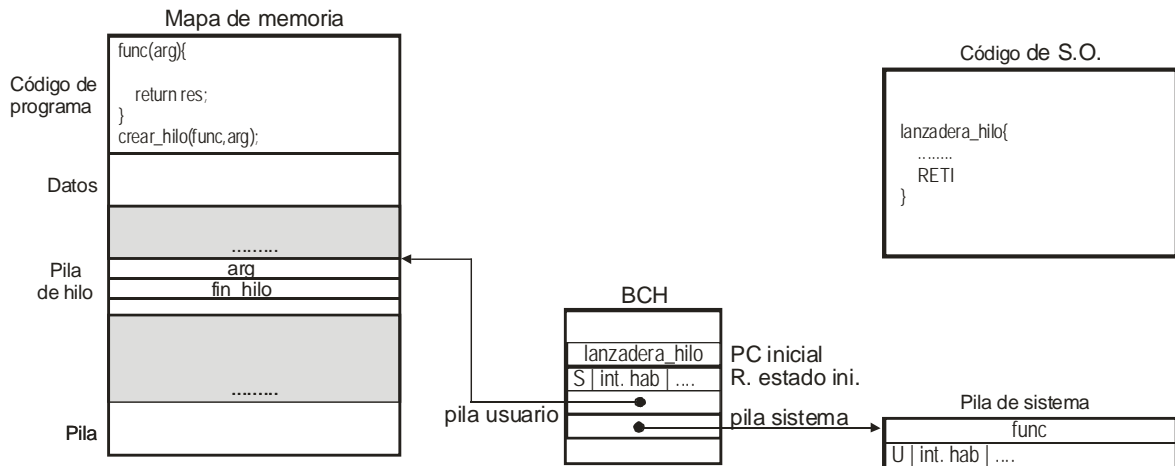 Mapa de memoria
Código de
programa
func(arg){
return res;
}
crear_hilo(func,arg);
Datos
.........
Pila
de hilo
arg
fin_hilo
.........
Pila
Código de S.O.
lanzadera_hilo{
........
RETI
}
BCH
lanzadera_hilo
PC inicial
S | int. hab | ....
R. estado ini.
pila usuario
pila sistema
Pila de sistema
func
U | int. hab | ....